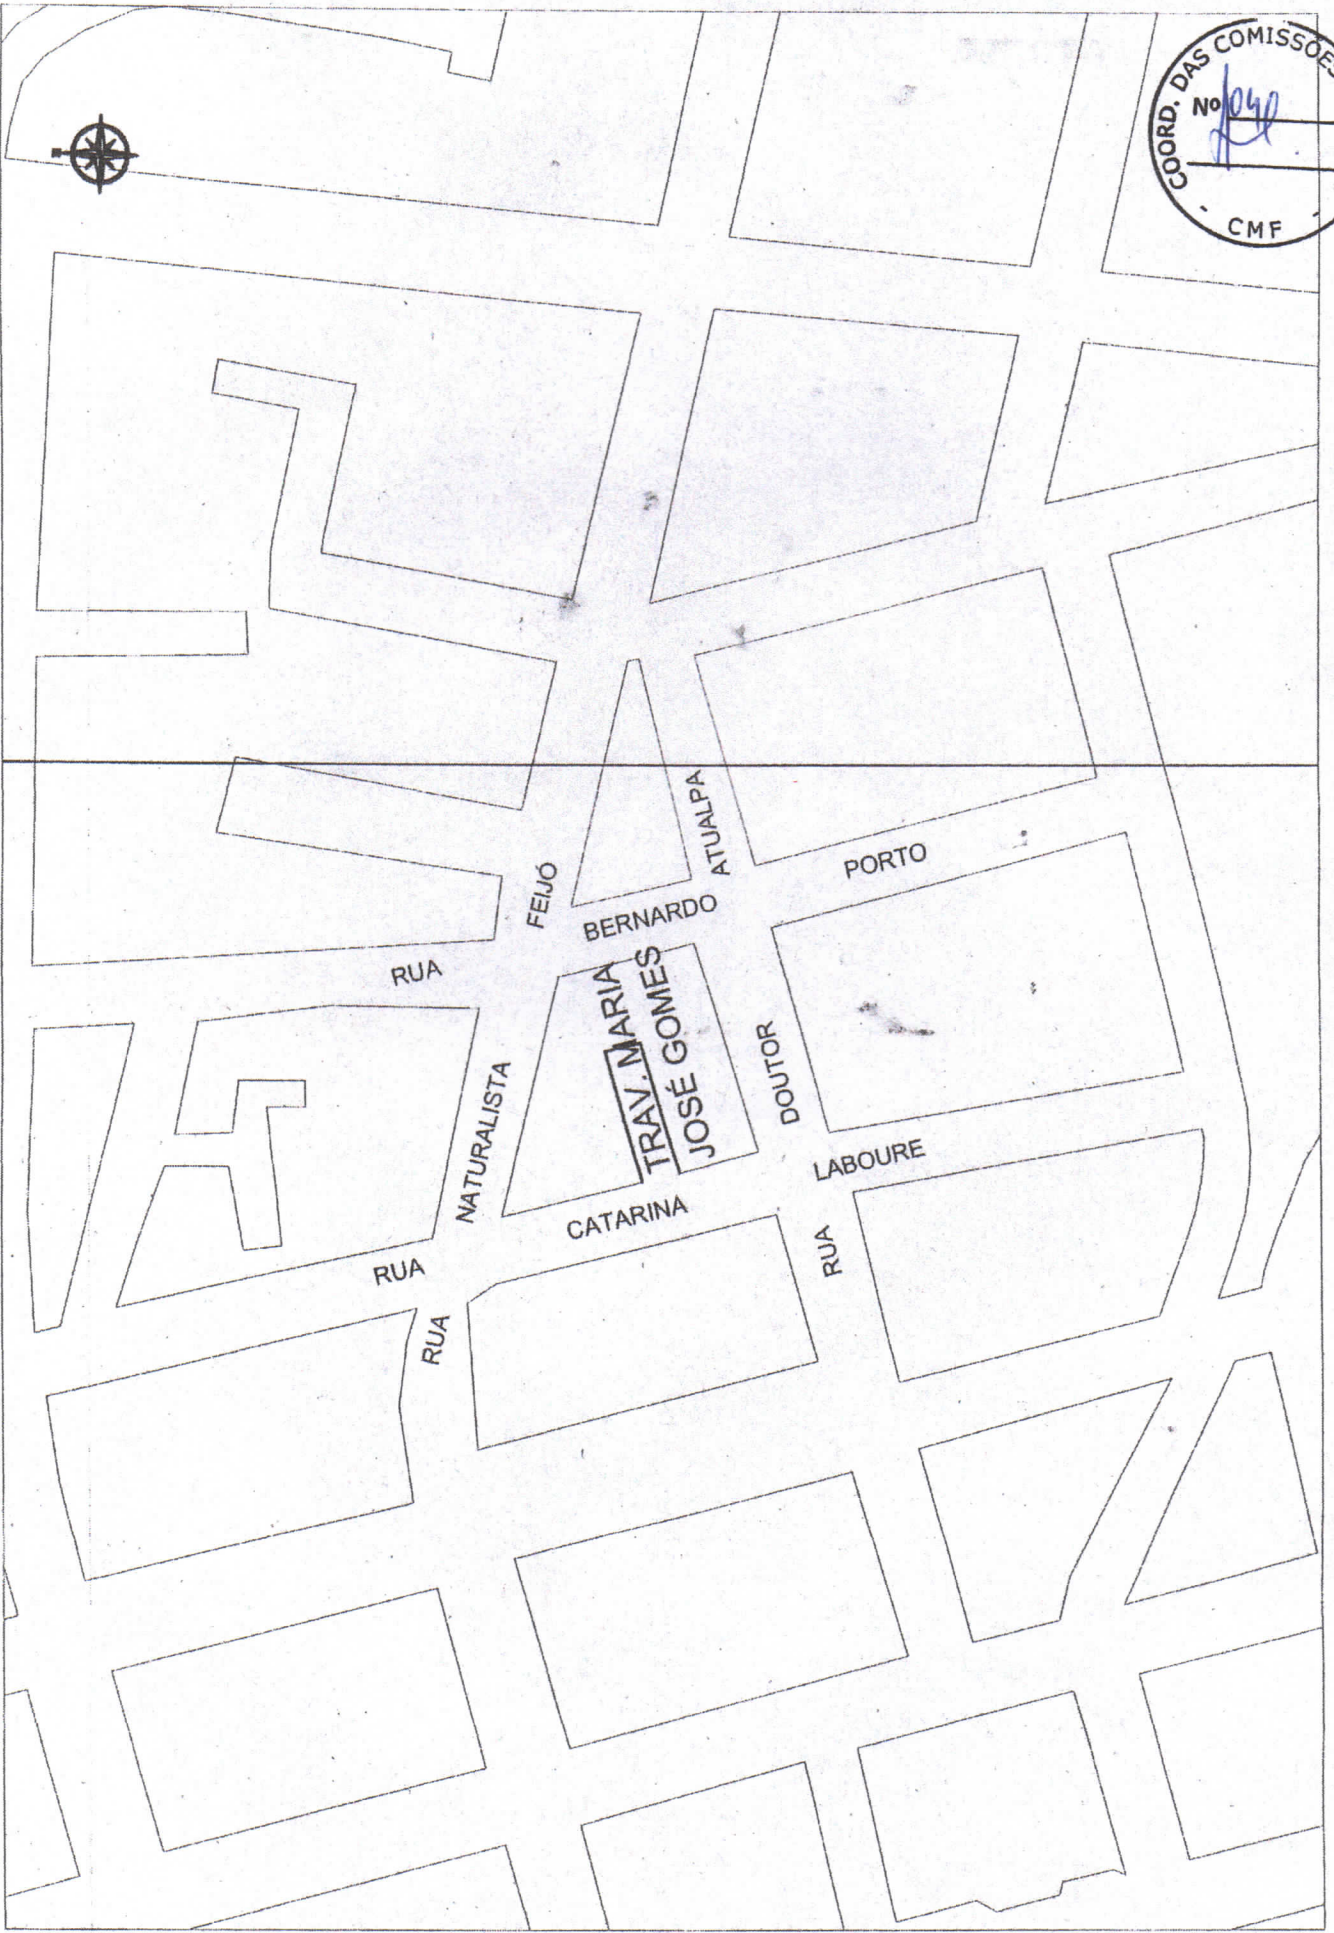 COORD. DAS COMISSÕES
Nº
CMF
ATUALPA
PORTO
FEIJÓ
BERNARDO
RUA
TRAV. MARIA
JOSÉ GOMES
DOUTOR
NATURALISTA
LABOURE
CATARINA
RUA
RUA
RUA